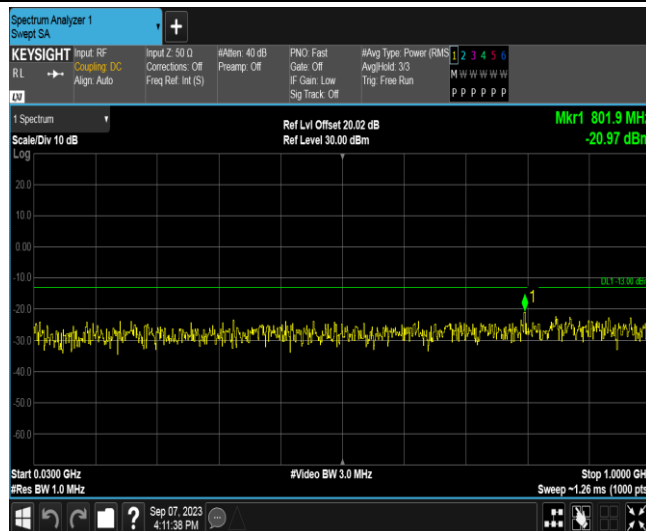 Spectrum Analyzer 1
Swept SA
+
KEYSIGHT
RL
LXI
Input: RF
Coupling: DC
Align: Auto
Input Z: 50 Ω
Corrections: Off
Freq Ref: Int (S)
#Atten: 40 dB
Preamp: Off
PNO: Fast
Gate: Off
IF Gain: Low
Sig Track: Off
#Avg Type: Power (RMS
Avg|Hold: 3/3
Trig: Free Run
1 2 3 4 5 6
M W W W W W
P P P P P P
1 Spectrum
Scale/Div 10 dB
Log
Ref Lvl Offset 20.02 dB
Ref Level 30.00 dBm
Mkr1 801.9 MHz
-20.97 dBm
20.0
10.0
0.00
-10.0
-20.0
-30.0
-40.0
-50.0
-60.0
DL1 -13.00 dBm
1
Start 0.0300 GHz
#Res BW 1.0 MHz
#Video BW 3.0 MHz
Stop 1.0000 GH
Sweep ~1.26 ms (1000 pts
?
Sep 07, 2023
4:11:38 PM